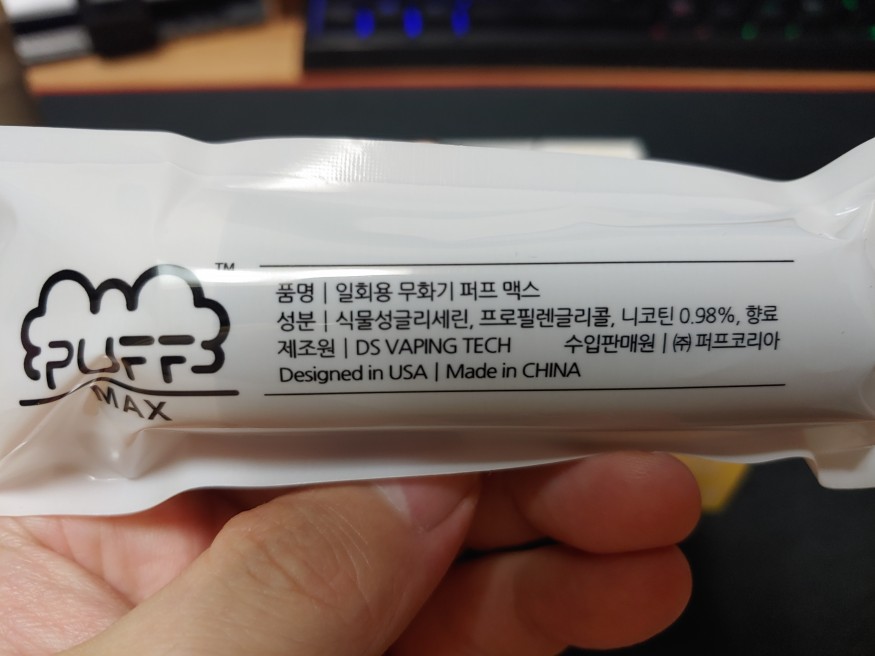 PUFF
MAX
TM
품명 | 일회용 무화기 퍼프 맥스
성분 | 식물성글리세린, 프로필렌글리콜, 니코틴 0.98%, 향료
제조원 | DS VAPING TECH 수입판매원 | ㈜ 퍼프코리아
Designed in USA | Made in CHINA